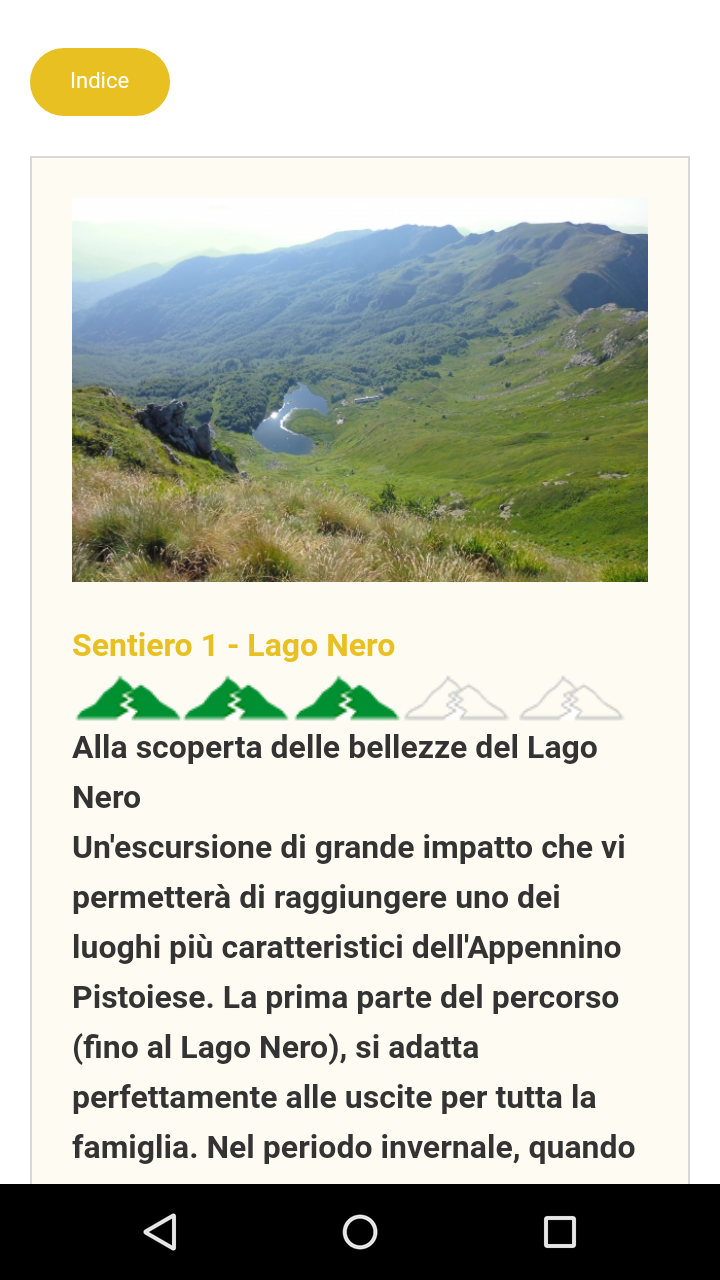 Indice
Sentiero 1 - Lago Nero
Alla scoperta delle bellezze del Lago
Nero
Un'escursione di grande impatto che vi
permetterà di raggiungere uno dei
luoghi più caratteristici dell'Appennino
Pistoiese. La prima parte del percorso
(fino al Lago Nero), si adatta
perfettamente alle uscite per tutta la
famiglia. Nel periodo invernale, quando